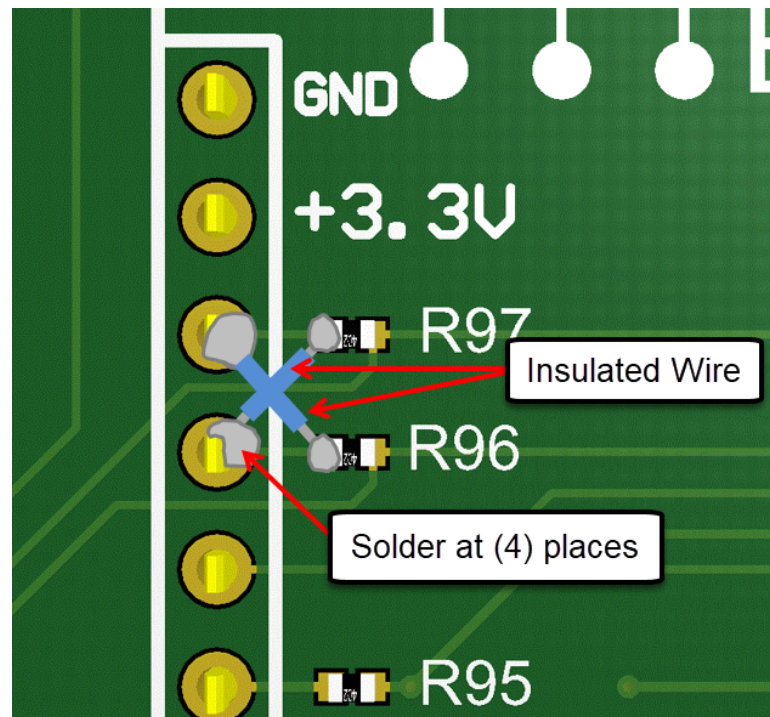 GND
+3.3V
R97
Insulated Wire
R96
Solder at (4) places
R95